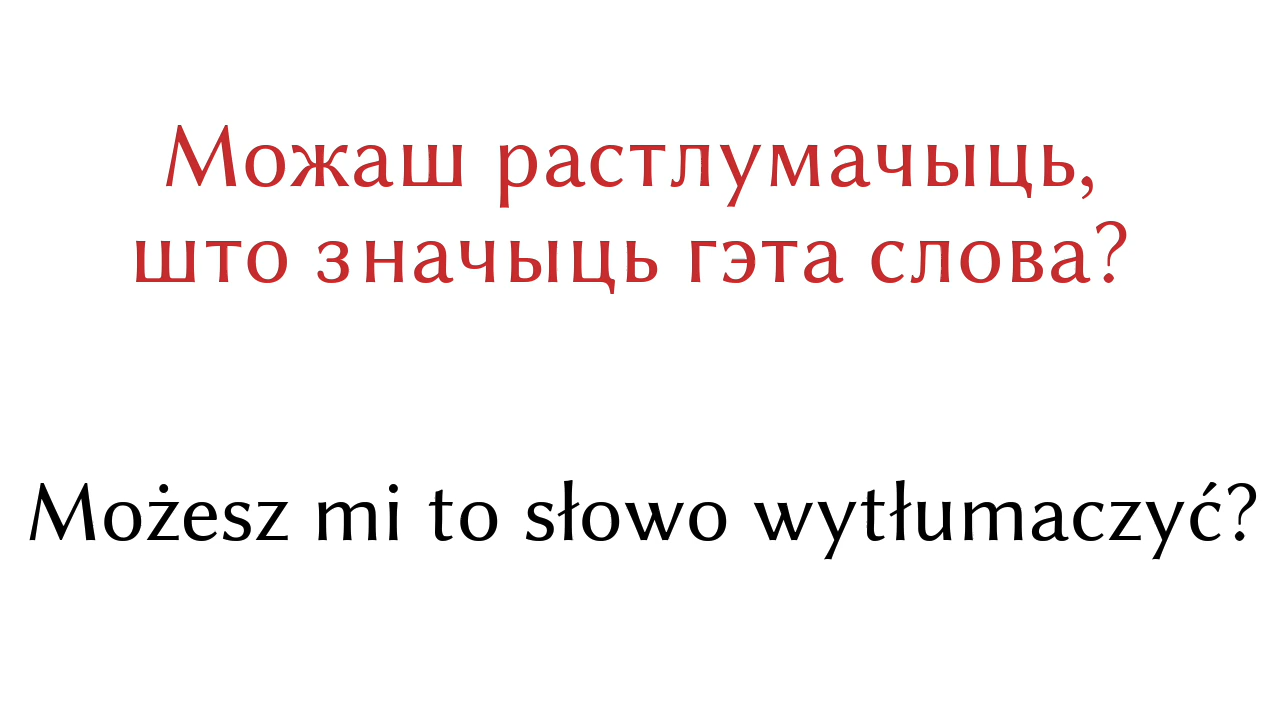 Можаш растлумачыць,
што значыць гэта слова?
Możesz mi to słowo wytłumaczyć?